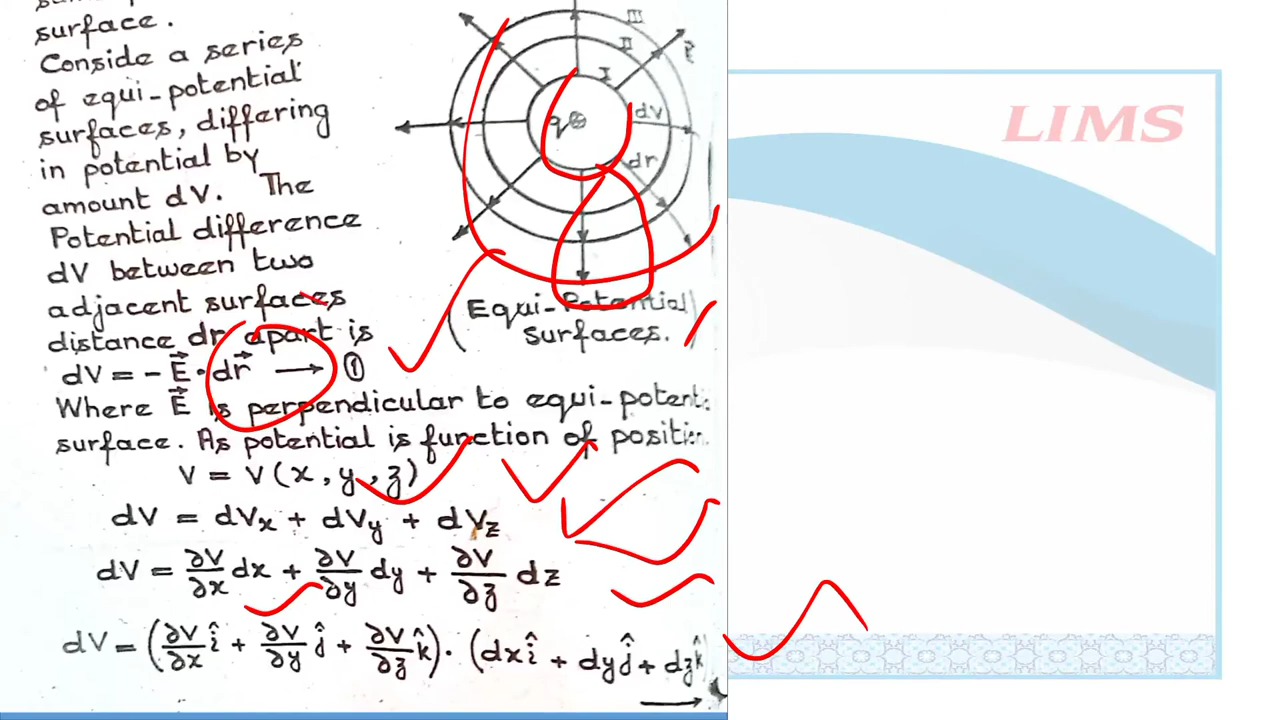 surface.
Conside a series
of equi-potential
surfaces, differing
in potential by
amount dV. The
Potential difference
dV between two
adjacent surfaces
distance dr apart is
dV = - E⃗ · dr⃗ → ①
Where E⃗ is perpendicular to equi-potent
surface. As potential is function of position.
V = V(x, y, z)
dV = dVx + dVy + dVz
dV = ∂V/∂x dx + ∂V/∂y dy + ∂V/∂z dz
dV = (∂V/∂x î + ∂V/∂y ĵ + ∂V/∂z k̂) · (dx î + dy ĵ + dz k̂)
III
II
I
E⃗
q
dv
dr
(Equi-Potential
Surfaces.)
LIMS